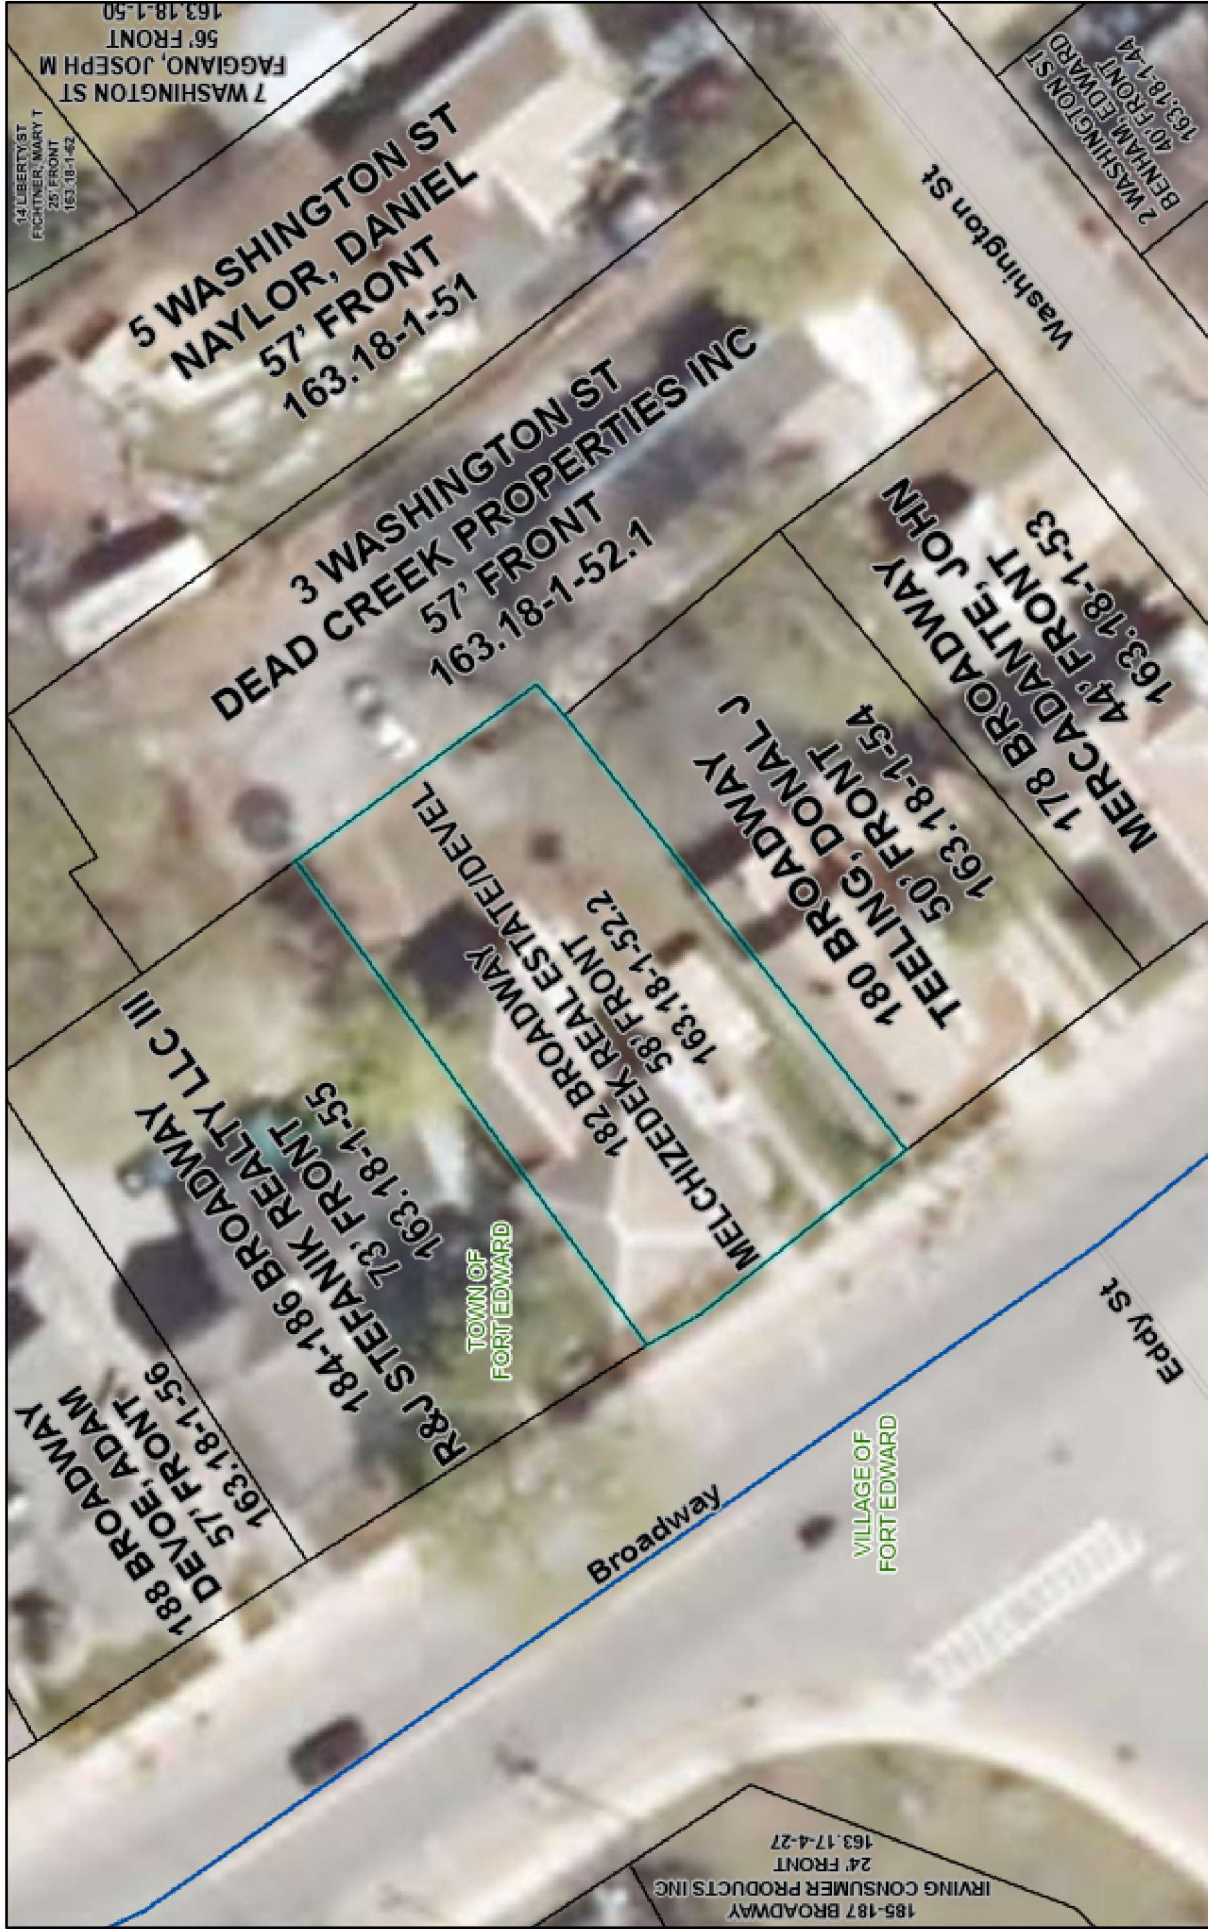 7 WASHINGTON ST
FAGGIANO, JOSEPH M
56' FRONT
163.18-1-50
14 LIBERTY ST
FICHTNER, MARY T
25' FRONT
163.18-1-62
5 WASHINGTON ST
NAYLOR, DANIEL
57' FRONT
163.18-1-51
2 WASHINGTON ST
BENHAM, EDWARD
40' FRONT
163.18-1-44
Washington St
3 WASHINGTON ST
DEAD CREEK PROPERTIES INC
57' FRONT
163.18-1-52.1
178 BROADWAY
MERCADANTE, JOHN
44' FRONT
163.18-1-53
180 BROADWAY
TEELING, DONAL J
50' FRONT
163.18-1-54
182 BROADWAY
MELCHIZEDEK REAL ESTATE/DEVEL
58' FRONT
163.18-1-52.2
184-186 BROADWAY
R&J STEFANIK REALTY LLC III
73' FRONT
163.18-1-55
188 BROADWAY
DEVOE, ADAM
57' FRONT
163.18-1-56
TOWN OF
FORT EDWARD
Eddy St
Broadway
VILLAGE OF
FORT EDWARD
185-187 BROADWAY
IRVING CONSUMER PRODUCTS INC
24' FRONT
163.17-4-27